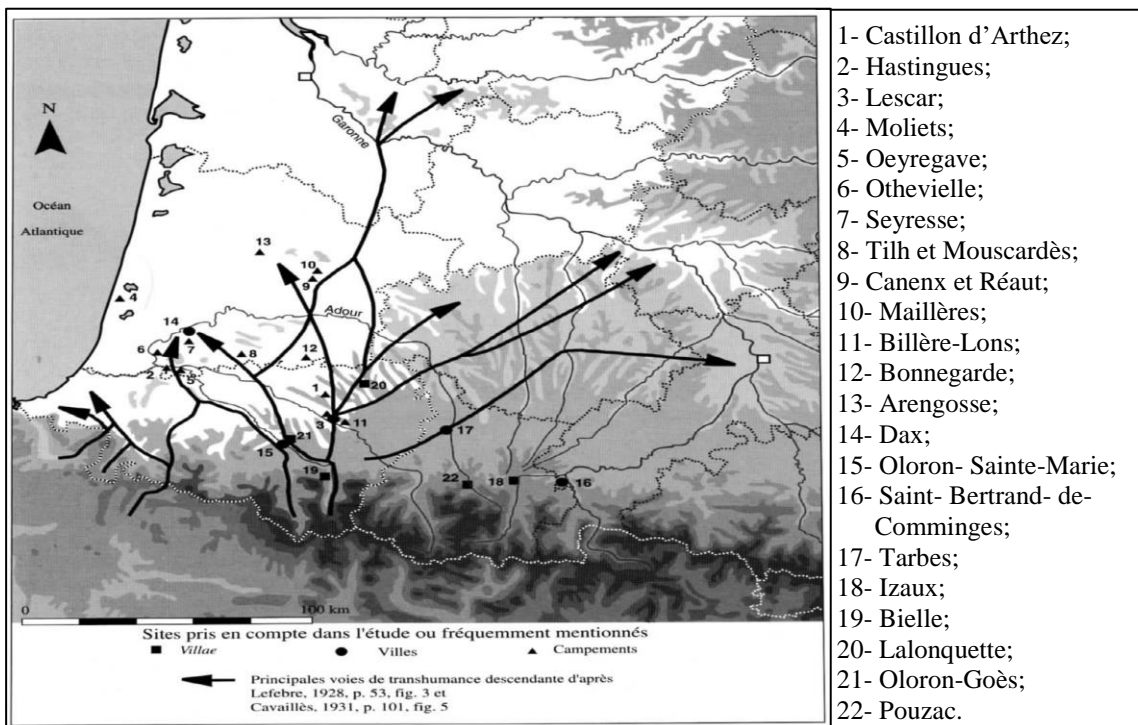 N
Océan
Atlantique
Garonne
Adour
13
10
9
4
14
7
6
8
12
2
5
1
20
3
11
21
15
17
19
22
18
16
0
100 km
Sites pris en compte dans l'étude ou fréquemment mentionnés
Villae
Villes
Campements
Principales voies de transhumance descendante d'après
Lefebre, 1928, p. 53, fig. 3 et
Cavaillès, 1931, p. 101, fig. 5
1- Castillon d’Arthez;
2- Hastingues;
3- Lescar;
4- Moliets;
5- Oeyregave;
6- Othevielle;
7- Seyresse;
8- Tilh et Mouscardès;
9- Canenx et Réaut;
10- Maillères;
11- Billère-Lons;
12- Bonnegarde;
13- Arengosse;
14- Dax;
15- Oloron- Sainte-Marie;
16- Saint- Bertrand- de-
Comminges;
17- Tarbes;
18- Izaux;
19- Bielle;
20- Lalonquette;
21- Oloron-Goès;
22- Pouzac.